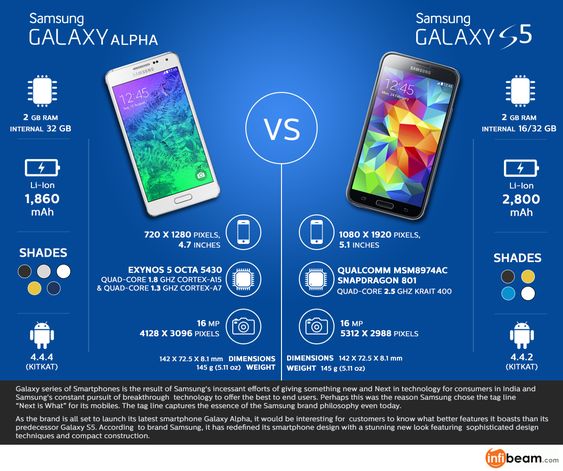 Samsung
GALAXY ALPHA
Samsung
GALAXY S5
VS
2 GB RAM
INTERNAL 32 GB
Li-Ion
1,860
mAh
SHADES
4.4.4
(KITKAT)
12:45
SAMSUNG
720 X 1280 PIXELS,
4.7 INCHES
EXYNOS 5 OCTA 5430
QUAD-CORE 1.8 GHZ CORTEX-A15
& QUAD-CORE 1.3 GHZ CORTEX-A7
16 MP
4128 X 3096 PIXELS
142 X 72.5 X 8.1 mm DIMENSIONS
145 g (5.11 oz) WEIGHT
SAMSUNG
12:45
1080 X 1920 PIXELS,
5.1 INCHES
QUALCOMM MSM8974AC
SNAPDRAGON 801
QUAD-CORE 2.5 GHZ KRAIT 400
16 MP
5312 X 2988 PIXELS
DIMENSIONS 142 X 72.5 X 8.1 mm
WEIGHT 145 g (5.11 oz)
2 GB RAM
INTERNAL 16/32 GB
Li-Ion
2,800
mAh
SHADES
4.4.2
(KITKAT)
Galaxy series of Smartphones is the result of Samsung's incessant efforts of giving something new and Next in technology for consumers in India and
Samsung's constant pursuit of breakthrough technology to offer the best to end users. Perhaps this was the reason Samsung chose the tag line
"Next is What" for its mobiles. The tag line captures the essence of the Samsung brand philosophy even today.
As the brand is all set to launch its latest smartphone Galaxy Alpha, it would be interesting for customers to know what better features it boasts than its
predecessor Galaxy S5. According to brand Samsung, it has redefined its smartphone design with a stunning new look featuring sophisticated design
techniques and compact construction.
infibeam.com